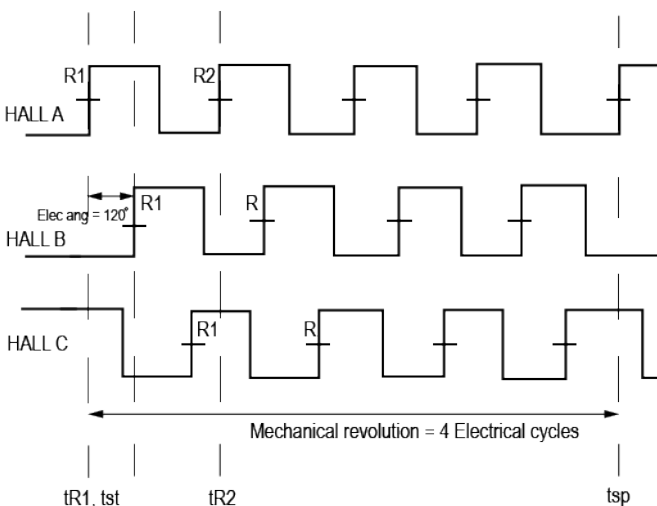 R1
R2
HALL A
R1
R
Elec ang = 120°
HALL B
R1
R
HALL C
Mechanical revolution = 4 Electrical cycles
tR1, tst
tR2
tsp